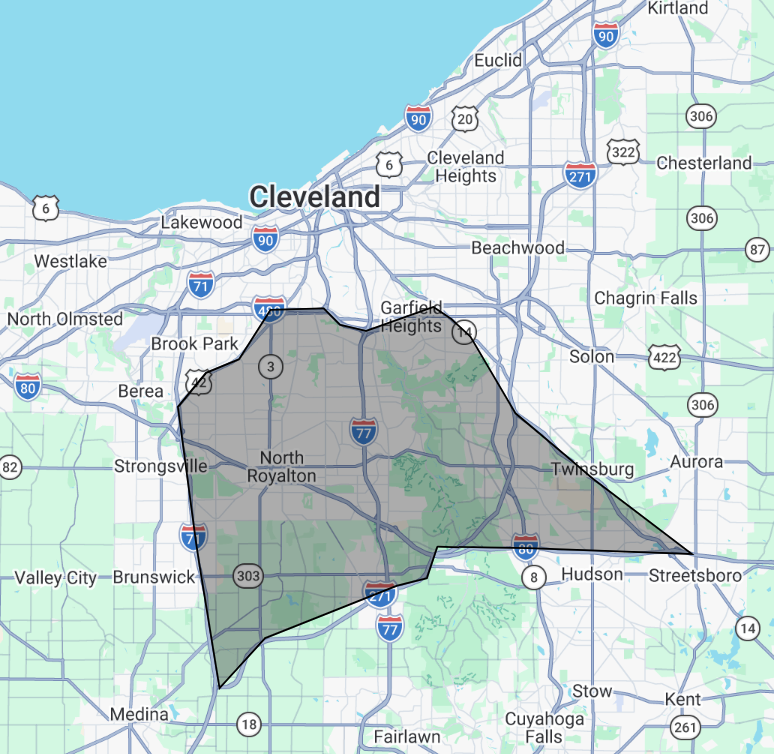 Kirtland
90
Euclid
306
90
20
322
6
Cleveland
Heights
Chesterland
271
Cleveland
6
Lakewood
306
90
Beachwood
87
Westlake
71
Chagrin Falls
480
Garfield
Heights
North Olmsted
14
Brook Park
Solon
422
3
42
80
Berea
306
77
North
Royalton
Strongsville
82
Twinsburg
Aurora
71
80
Valley City
Brunswick
303
8
Hudson
Streetsboro
271
77
14
Stow
Kent
Medina
18
Cuyahoga
Falls
261
Fairlawn